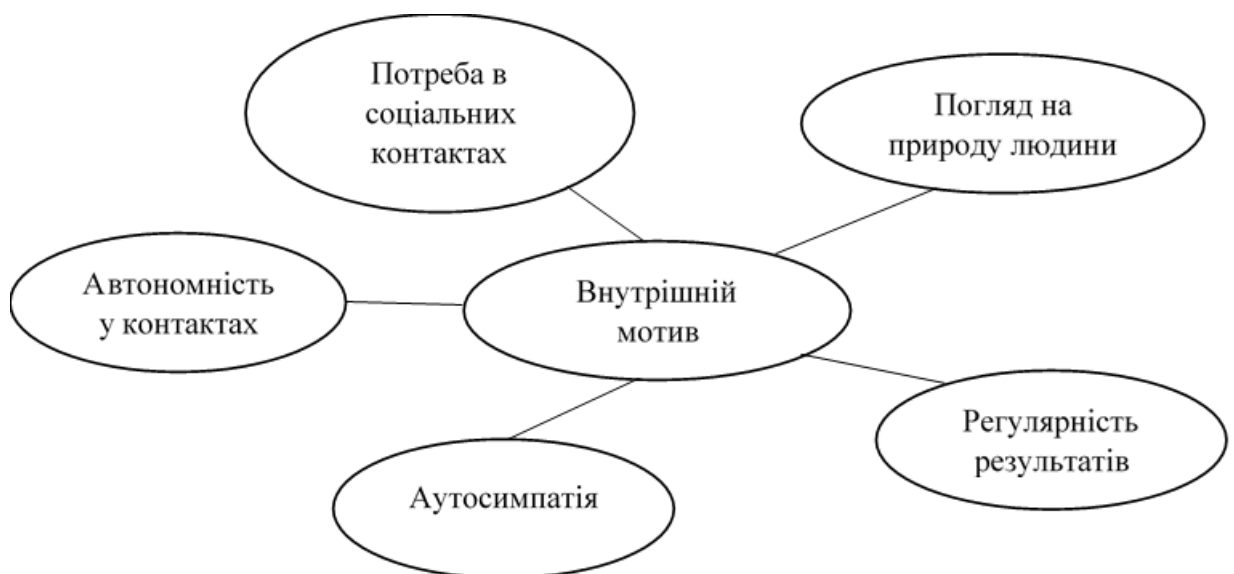 Потреба в
соціальних
контактах
Погляд на
природу людини
Автономність
у контактах
Внутрішній
мотив
Регулярність
результатів
Аутосимпатія